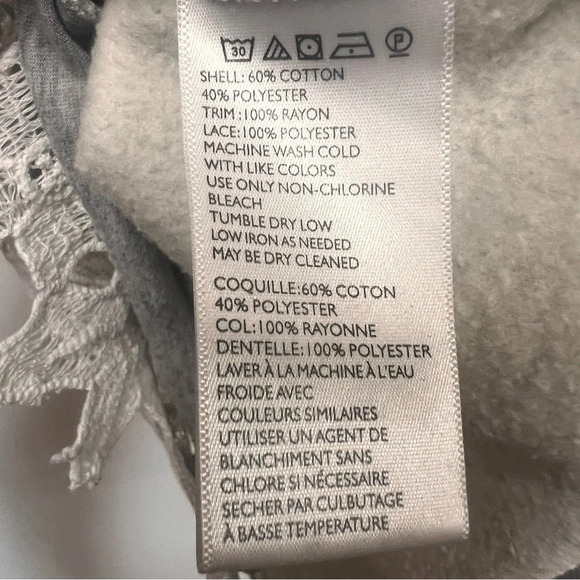 30 P
SHELL: 60% COTTON
40% POLYESTER
TRIM: 100% RAYON
LACE: 100% POLYESTER
MACHINE WASH COLD
WITH LIKE COLORS
USE ONLY NON-CHLORINE
BLEACH
TUMBLE DRY LOW
LOW IRON AS NEEDED
MAY BE DRY CLEANED
COQUILLE: 60% COTON
40% POLYESTER
COL: 100% RAYONNE
DENTELLE: 100% POLYESTER
LAVER À LA MACHINE À L'EAU
FROIDE AVEC
COULEURS SIMILAIRES
UTILISER UN AGENT DE
BLANCHIMENT SANS
CHLORE SI NÉCESSAIRE
SECHER PAR CULBUTAGE
À BASSE TEMPERATURE